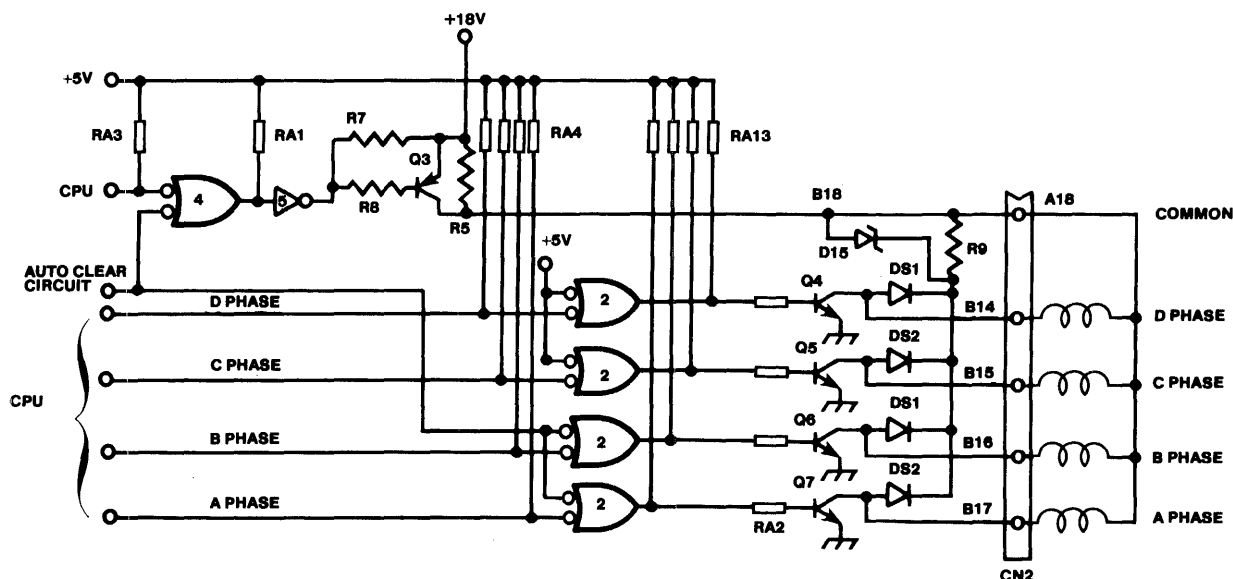 +18V
+5V
RA3
RA1
R7
Q3
RA4
RA13
CPU
4
5
R8
R5
B18
A18
COMMON
+5V
D15
R9
AUTO CLEAR
CIRCUIT
D PHASE
2
Q4
DS1
B14
D PHASE
C PHASE
2
Q5
DS2
B15
C PHASE
CPU
B PHASE
2
Q6
DS1
B16
B PHASE
A PHASE
2
Q7
DS2
RA2
B17
A PHASE
CN2